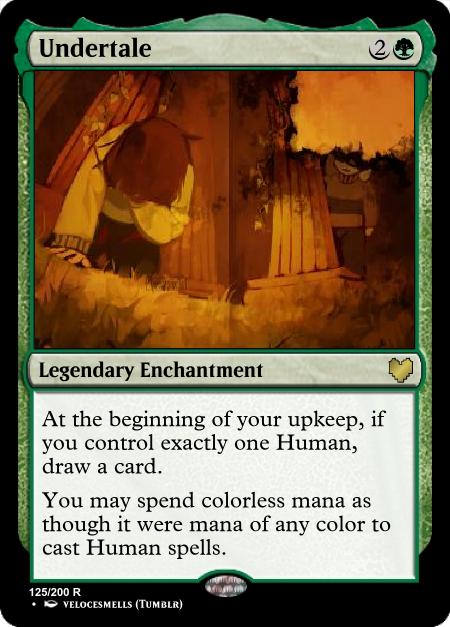 Undertale 2
Legendary Enchantment
At the beginning of your upkeep, if
you control exactly one Human,
draw a card.
You may spend colorless mana as
though it were mana of any color to
cast Human spells.
125/200 R
• VELOCESMELLS (TUMBLR)